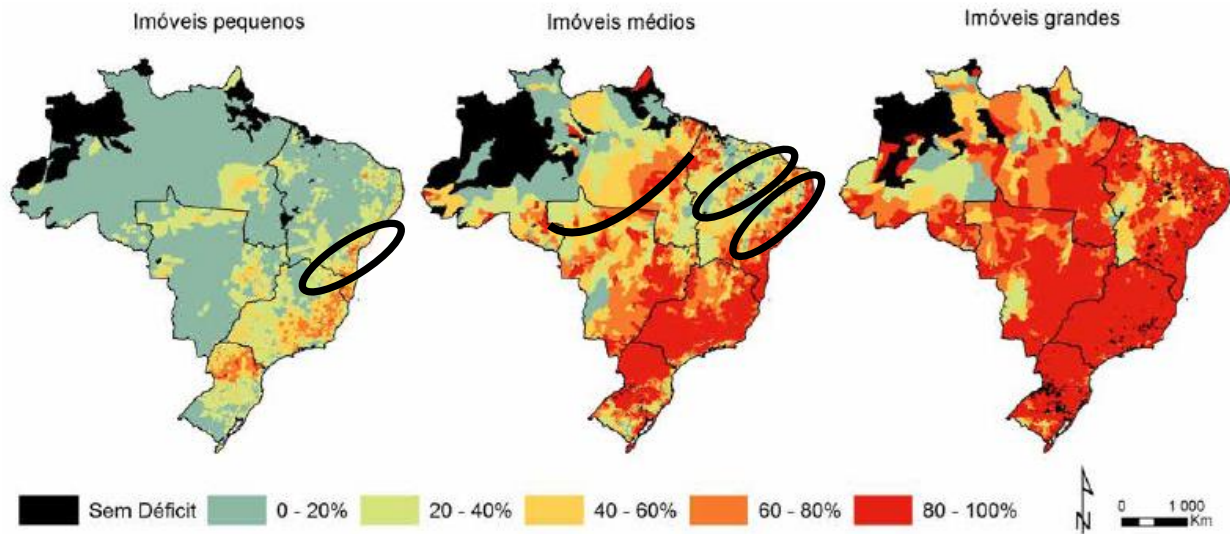 Imóveis pequenos
Imóveis médios
Imóveis grandes
Sem Déficit
0 - 20%
20 - 40%
40 - 60%
60 - 80%
80 - 100%
N
0 1 000
Km